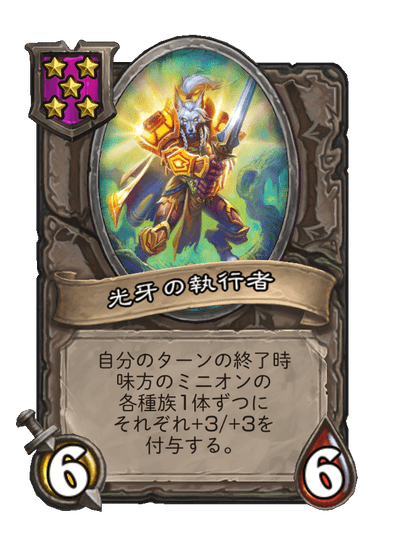 光牙の執行者
自分のターンの終了時
味方のミニオンの
各種族1体ずつに
それぞれ+3/+3を
付与する。
6
6